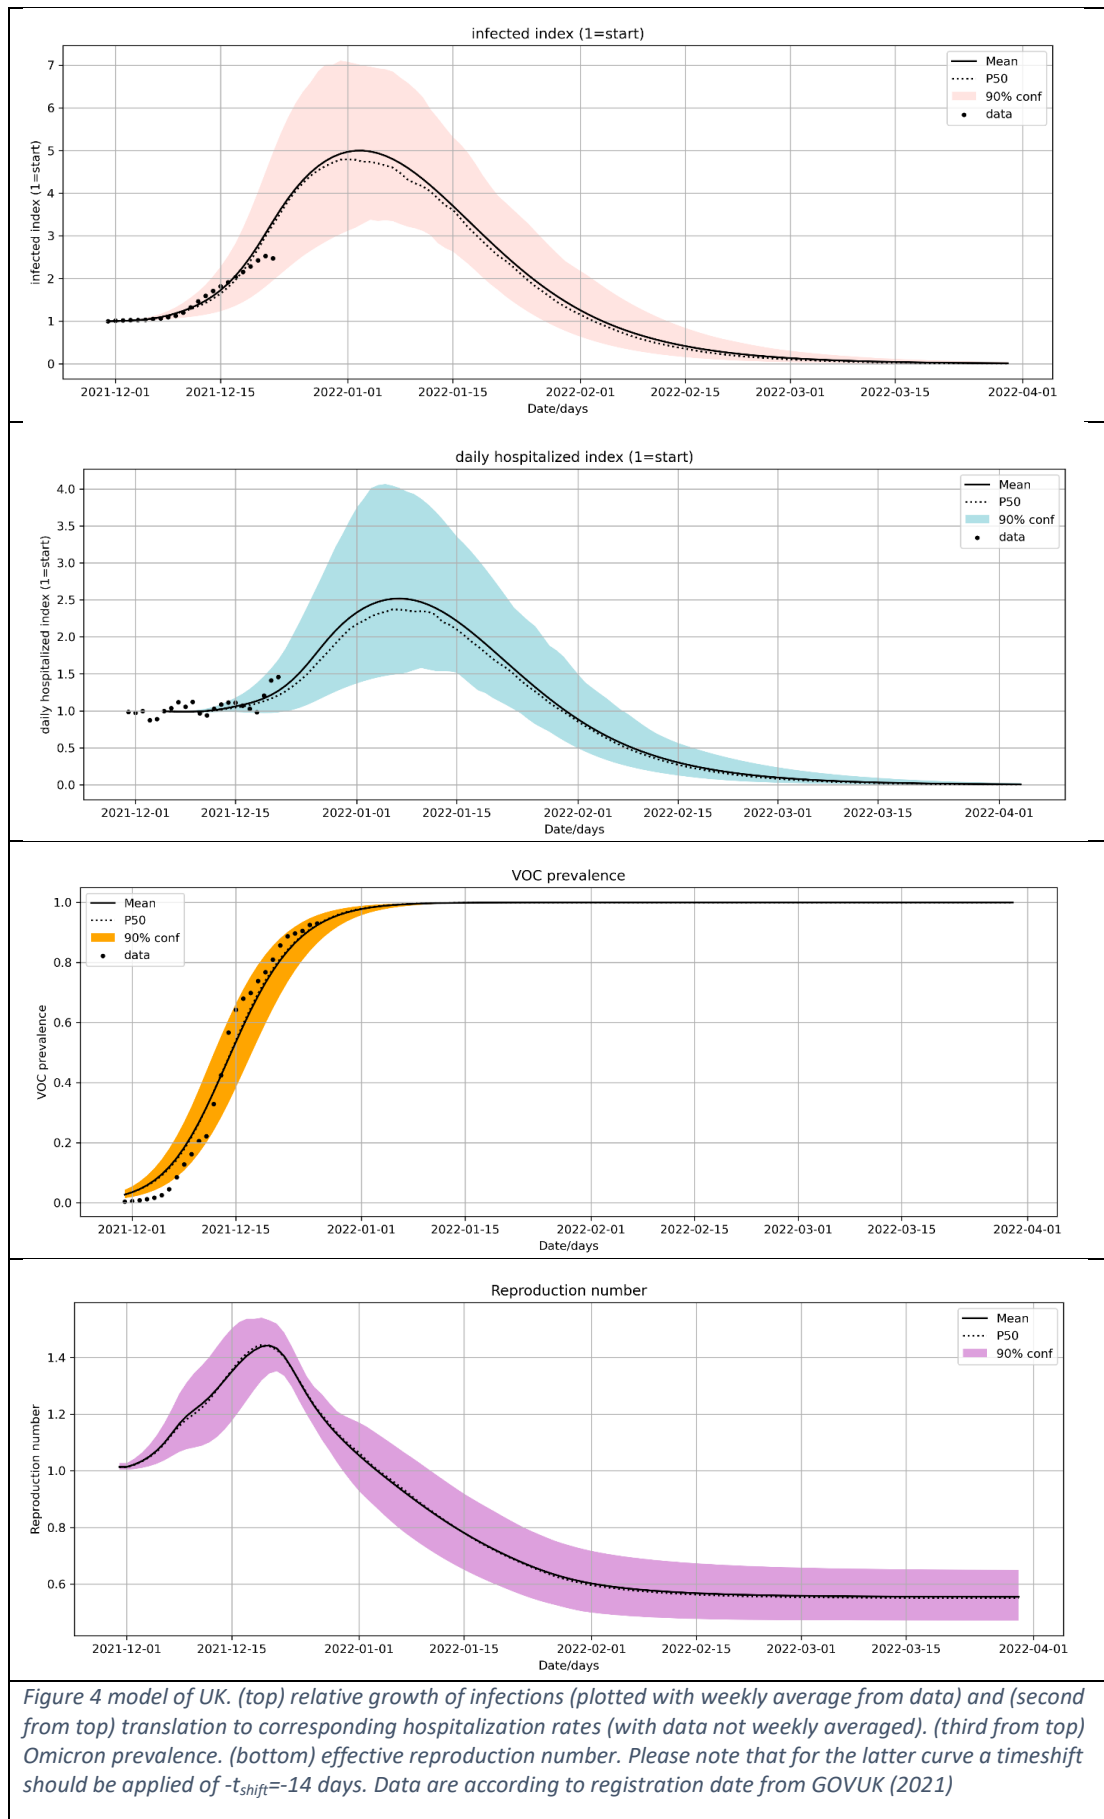 infected index (1=start)
7
6
5
4
3
2
1
0
infected index (1=start)
Mean
P50
90% conf
data
2021-12-01 2021-12-15 2022-01-01 2022-01-15 2022-02-01 2022-02-15 2022-03-01 2022-03-15 2022-04-01
Date/days
daily hospitalized index (1=start)
4.0
3.5
3.0
2.5
2.0
1.5
1.0
0.5
0.0
daily hospitalized index (1=start)
Mean
P50
90% conf
data
2021-12-01 2021-12-15 2022-01-01 2022-01-15 2022-02-01 2022-02-15 2022-03-01 2022-03-15 2022-04-01
Date/days
VOC prevalence
1.0
0.8
0.6
0.4
0.2
0.0
VOC prevalence
Mean
P50
90% conf
data
2021-12-01 2021-12-15 2022-01-01 2022-01-15 2022-02-01 2022-02-15 2022-03-01 2022-03-15 2022-04-01
Date/days
Reproduction number
1.4
1.2
1.0
0.8
0.6
Reproduction number
Mean
P50
90% conf
2021-12-01 2021-12-15 2022-01-01 2022-01-15 2022-02-01 2022-02-15 2022-03-01 2022-03-15 2022-04-01
Date/days
Figure 4 model of UK. (top) relative growth of infections (plotted with weekly average from data) and (second
from top) translation to corresponding hospitalization rates (with data not weekly averaged). (third from top)
Omicron prevalence. (bottom) effective reproduction number. Please note that for the latter curve a timeshift
should be applied of -tshift=-14 days. Data are according to registration date from GOVUK (2021)